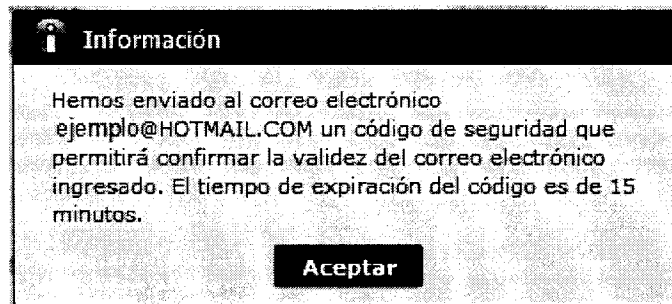 Información
Hemos enviado al correo electrónico
ejemplo@HOTMAIL.COM un código de seguridad que
permitirá confirmar la validez del correo electrónico
ingresado. El tiempo de expiración del código es de 15
minutos.
Aceptar